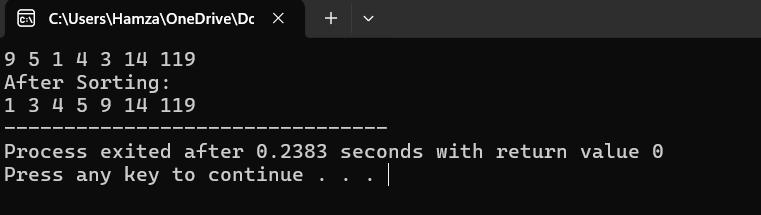 C:\Users\Hamza\OneDrive\Dc
9 5 1 4 3 14 119
After Sorting:
1 3 4 5 9 14 119
--------------------------------
Process exited after 0.2383 seconds with return value 0
Press any key to continue . . .